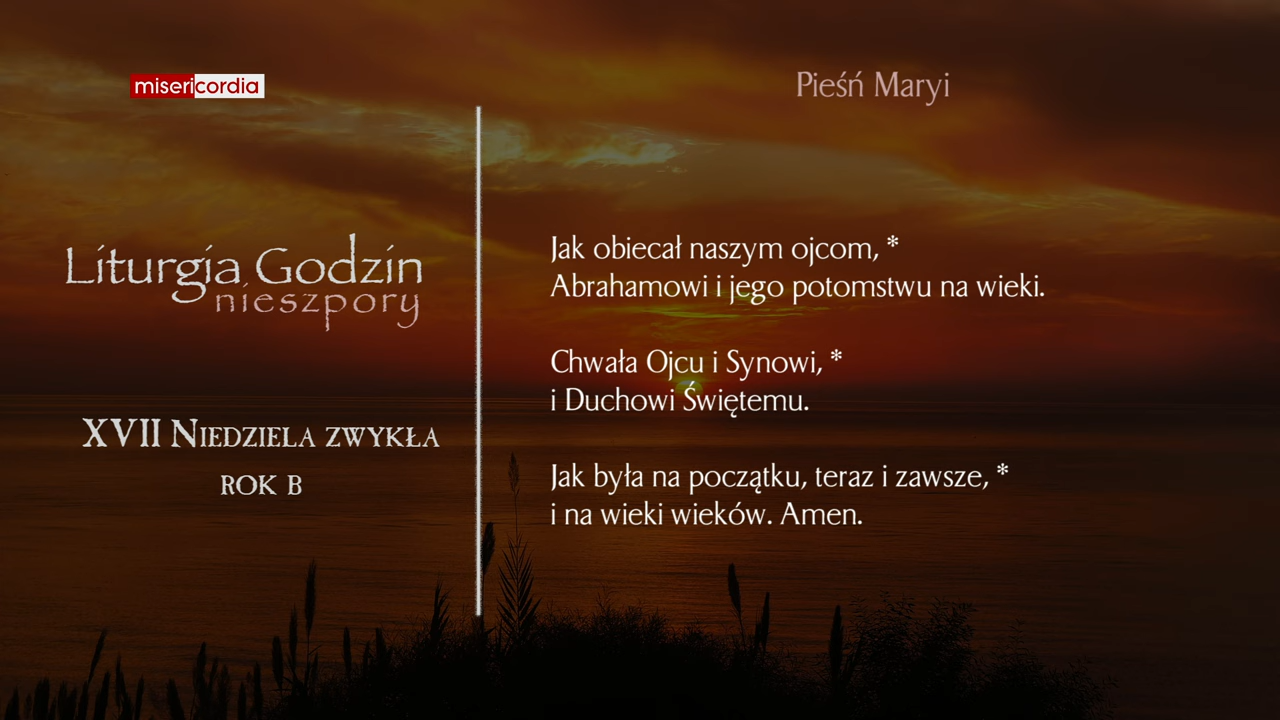 misericordia
Liturgia Godzin
nieszpory
XVII Niedziela zwykła
rok B
Pieśń Maryi
Jak obiecał naszym ojcom, *
Abrahamowi i jego potomstwu na wieki.
Chwała Ojcu i Synowi, *
i Duchowi Świętemu.
Jak była na początku, teraz i zawsze, *
i na wieki wieków. Amen.